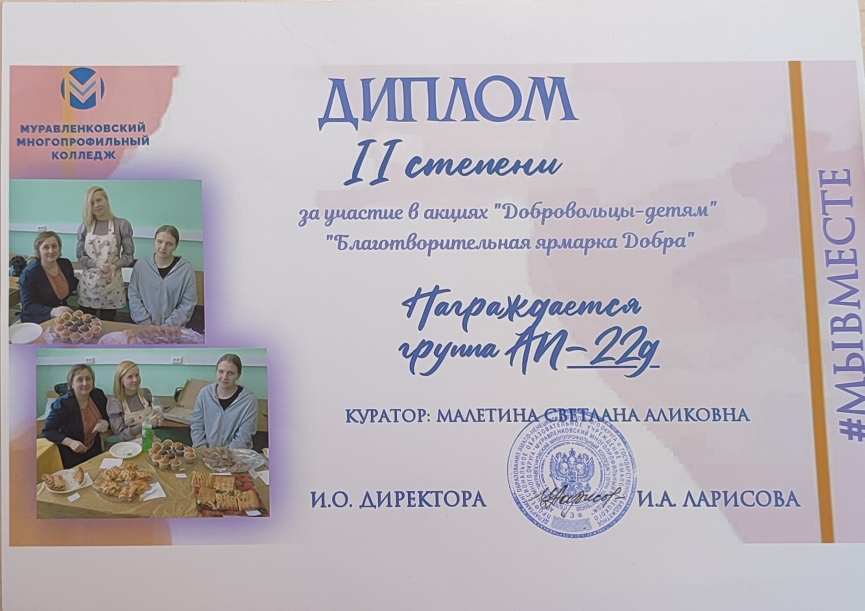 МУРАВЛЕНКОВСКИЙ
МНОГОПРОФИЛЬНЫЙ
КОЛЛЕДЖ
ДИПЛОМ
II степени
за участие в акциях "Добровольцы-детям"
"Благотворительная ярмарка Добра"
Награждается
группа АП-22д
КУРАТОР: МАЛЕТИНА СВЕТЛАНА АЛИКОВНА
И.О. ДИРЕКТОРА
И.А. ЛАРИСОВА
#МЫВМЕСТЕ